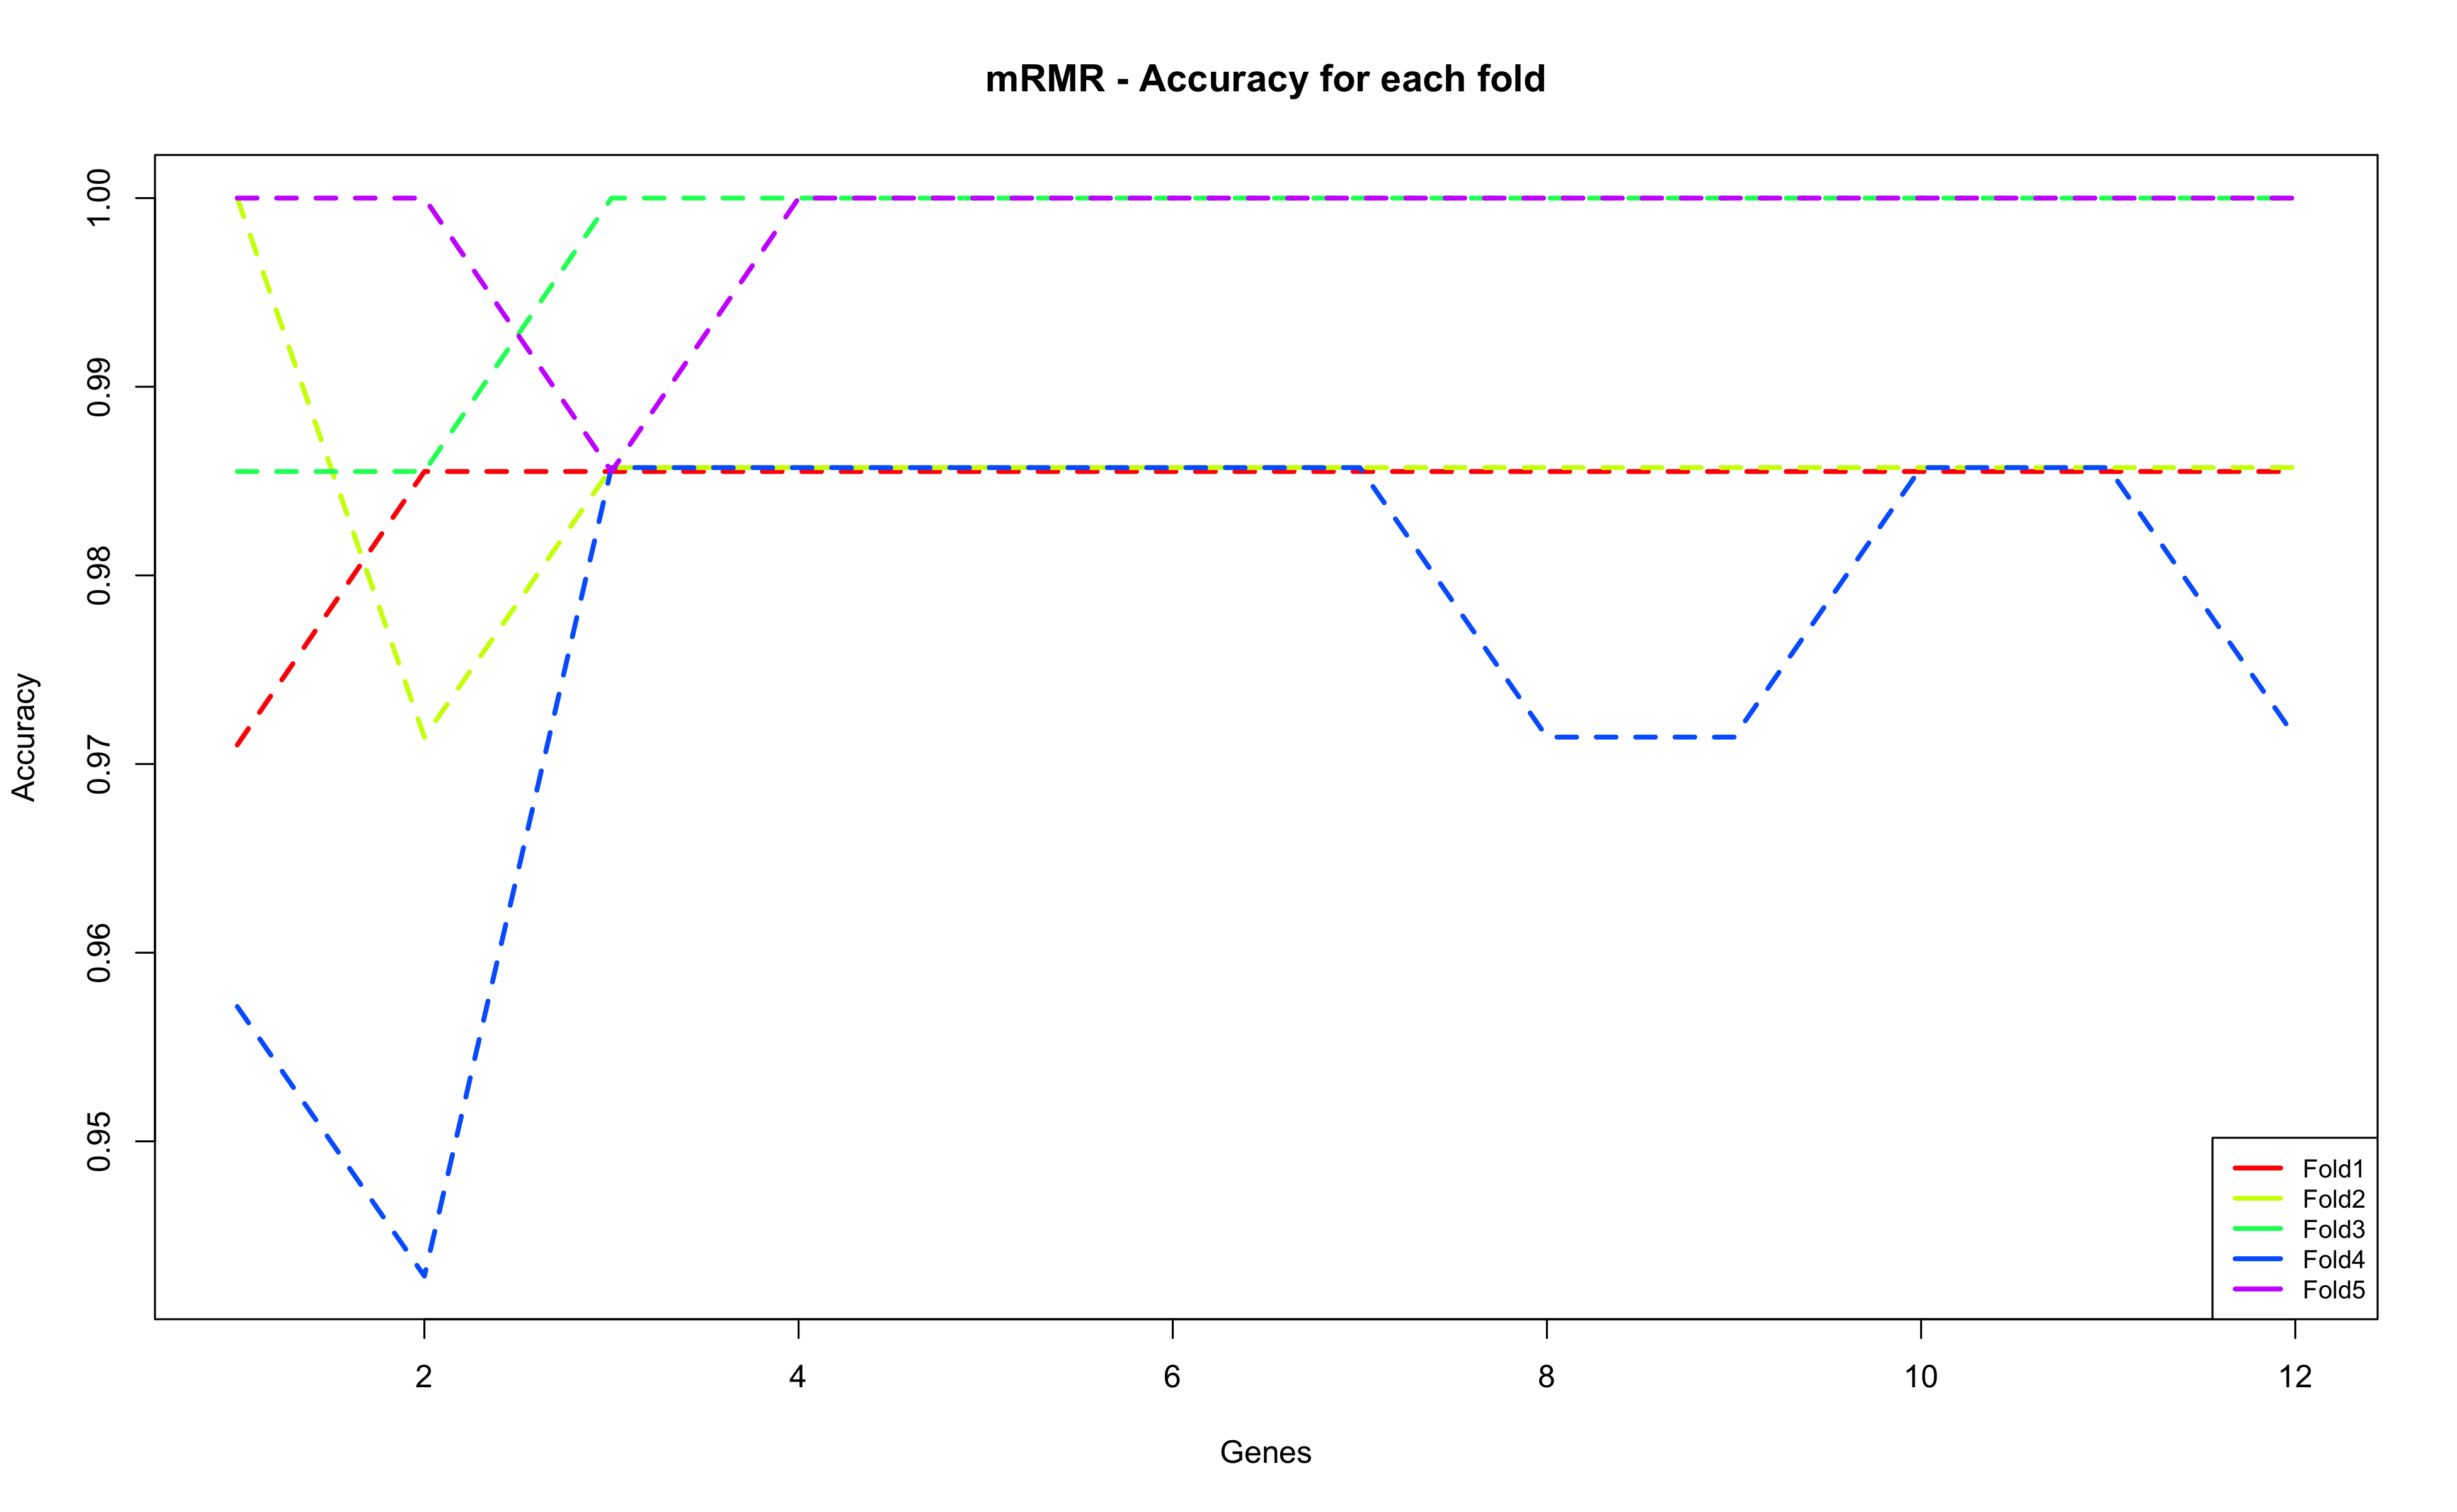 mRMR - Accuracy for each fold
1.00
0.99
0.98
0.97
0.96
0.95
Accuracy
2 4 6 8 10 12
Genes
Fold1
Fold2
Fold3
Fold4
Fold5